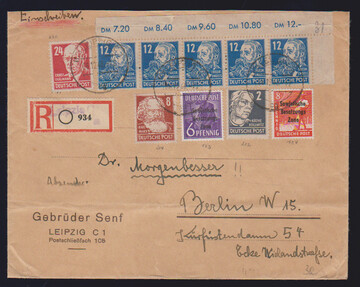 Einschreiben.
DM 7.20 DM 8.40 DM 9.60 DM 10.80 DM 12.-
24 12 12 12 12 12
DEUTSCHE POST DEUTSCHE POST DEUTSCHE POST DEUTSCHE POST DEUTSCHE POST DEUTSCHE POST
R 934
8 6 PFENNIG 2 8
DEUTSCHE POST DEUTSCHE POST
Sowjetische
Besatzungs
Zone
Dr. Morgenbesser !!
Absender:
Berlin W 15.
Gebrüder Senf
LEIPZIG C 1
Postschließfach 109
Kurfürstendamm 54
Ecke Wielandstraße.